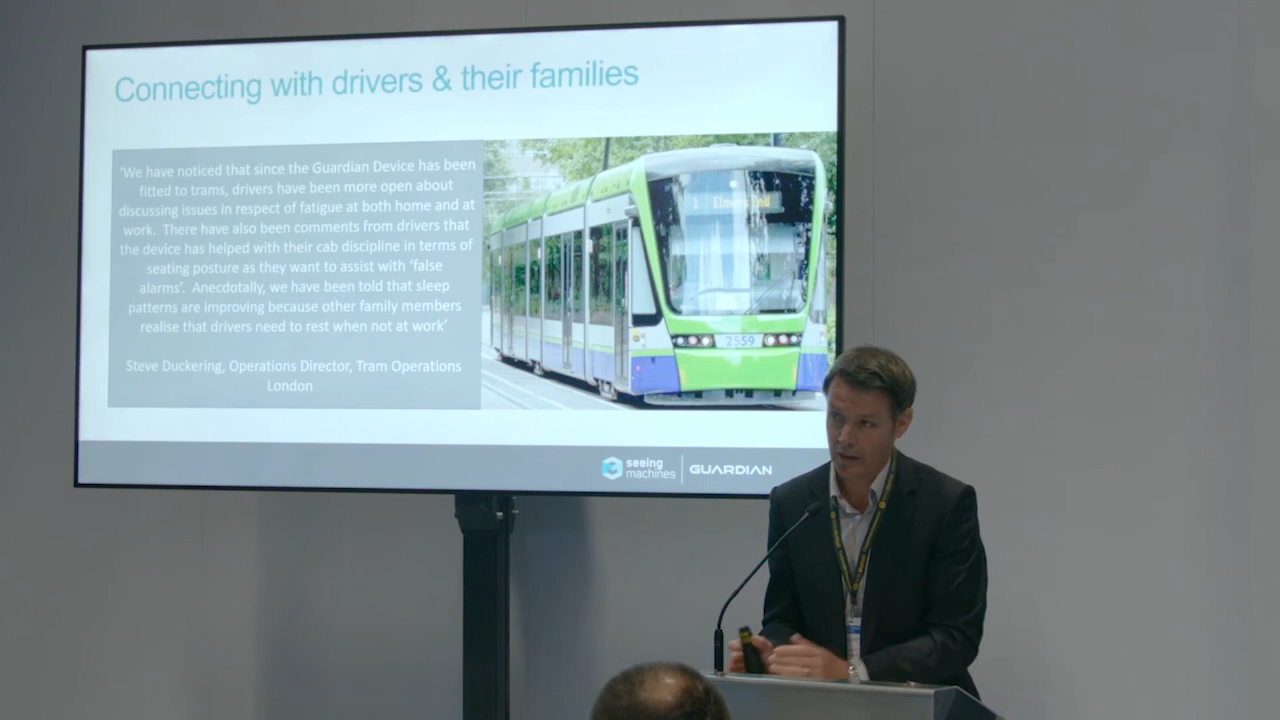 Connecting with drivers & their families
‘We have noticed that since the Guardian Device has been
fitted to trams, drivers have been more open about
discussing issues in respect of fatigue at both home and at
work. There have also been comments from drivers that
the device has helped with their cab discipline in terms of
seating posture as they want to assist with ‘false
alarms’. Anecdotally, we have been told that sleep
patterns are improving because other family members
realise that drivers need to rest when not at work’
Steve Duckering, Operations Director, Tram Operations
London
1 Elmers End
2559
seeing
machines
GUARDIAN